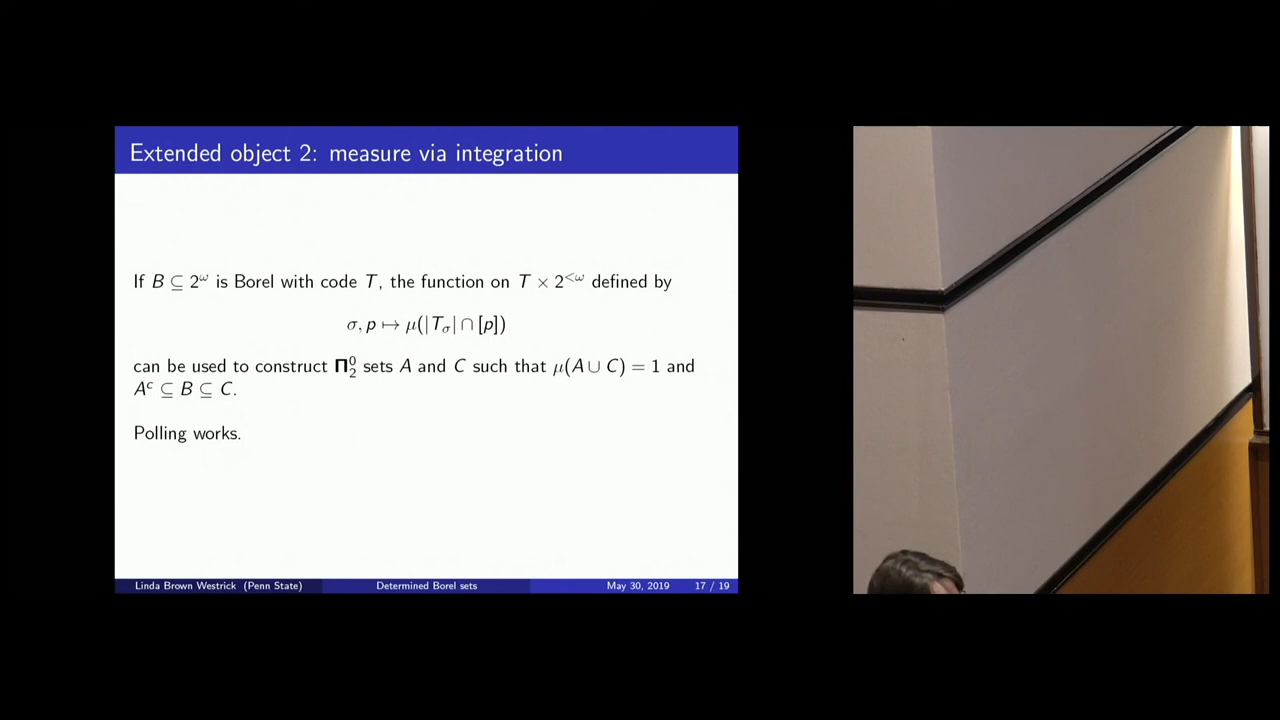 Extended object 2: measure via integration
If B ⊆ 2^ω is Borel with code T, the function on T × 2^{<ω} defined by
σ, p ↦ μ(|T_σ| ∩ [p])
can be used to construct 𝚷^0_2 sets A and C such that μ(A ∪ C) = 1 and
A^c ⊆ B ⊆ C.
Polling works.
Linda Brown Westrick (Penn State) Determined Borel sets May 30, 2019 17 / 19